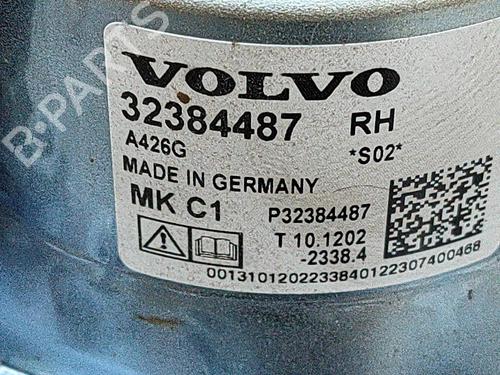 VOLVO
32384487 RH
A426G *S02*
MADE IN GERMANY
MK C1 P32384487
T 10.1202
-2338.4
0013101202233840122307400468
B-PARTS